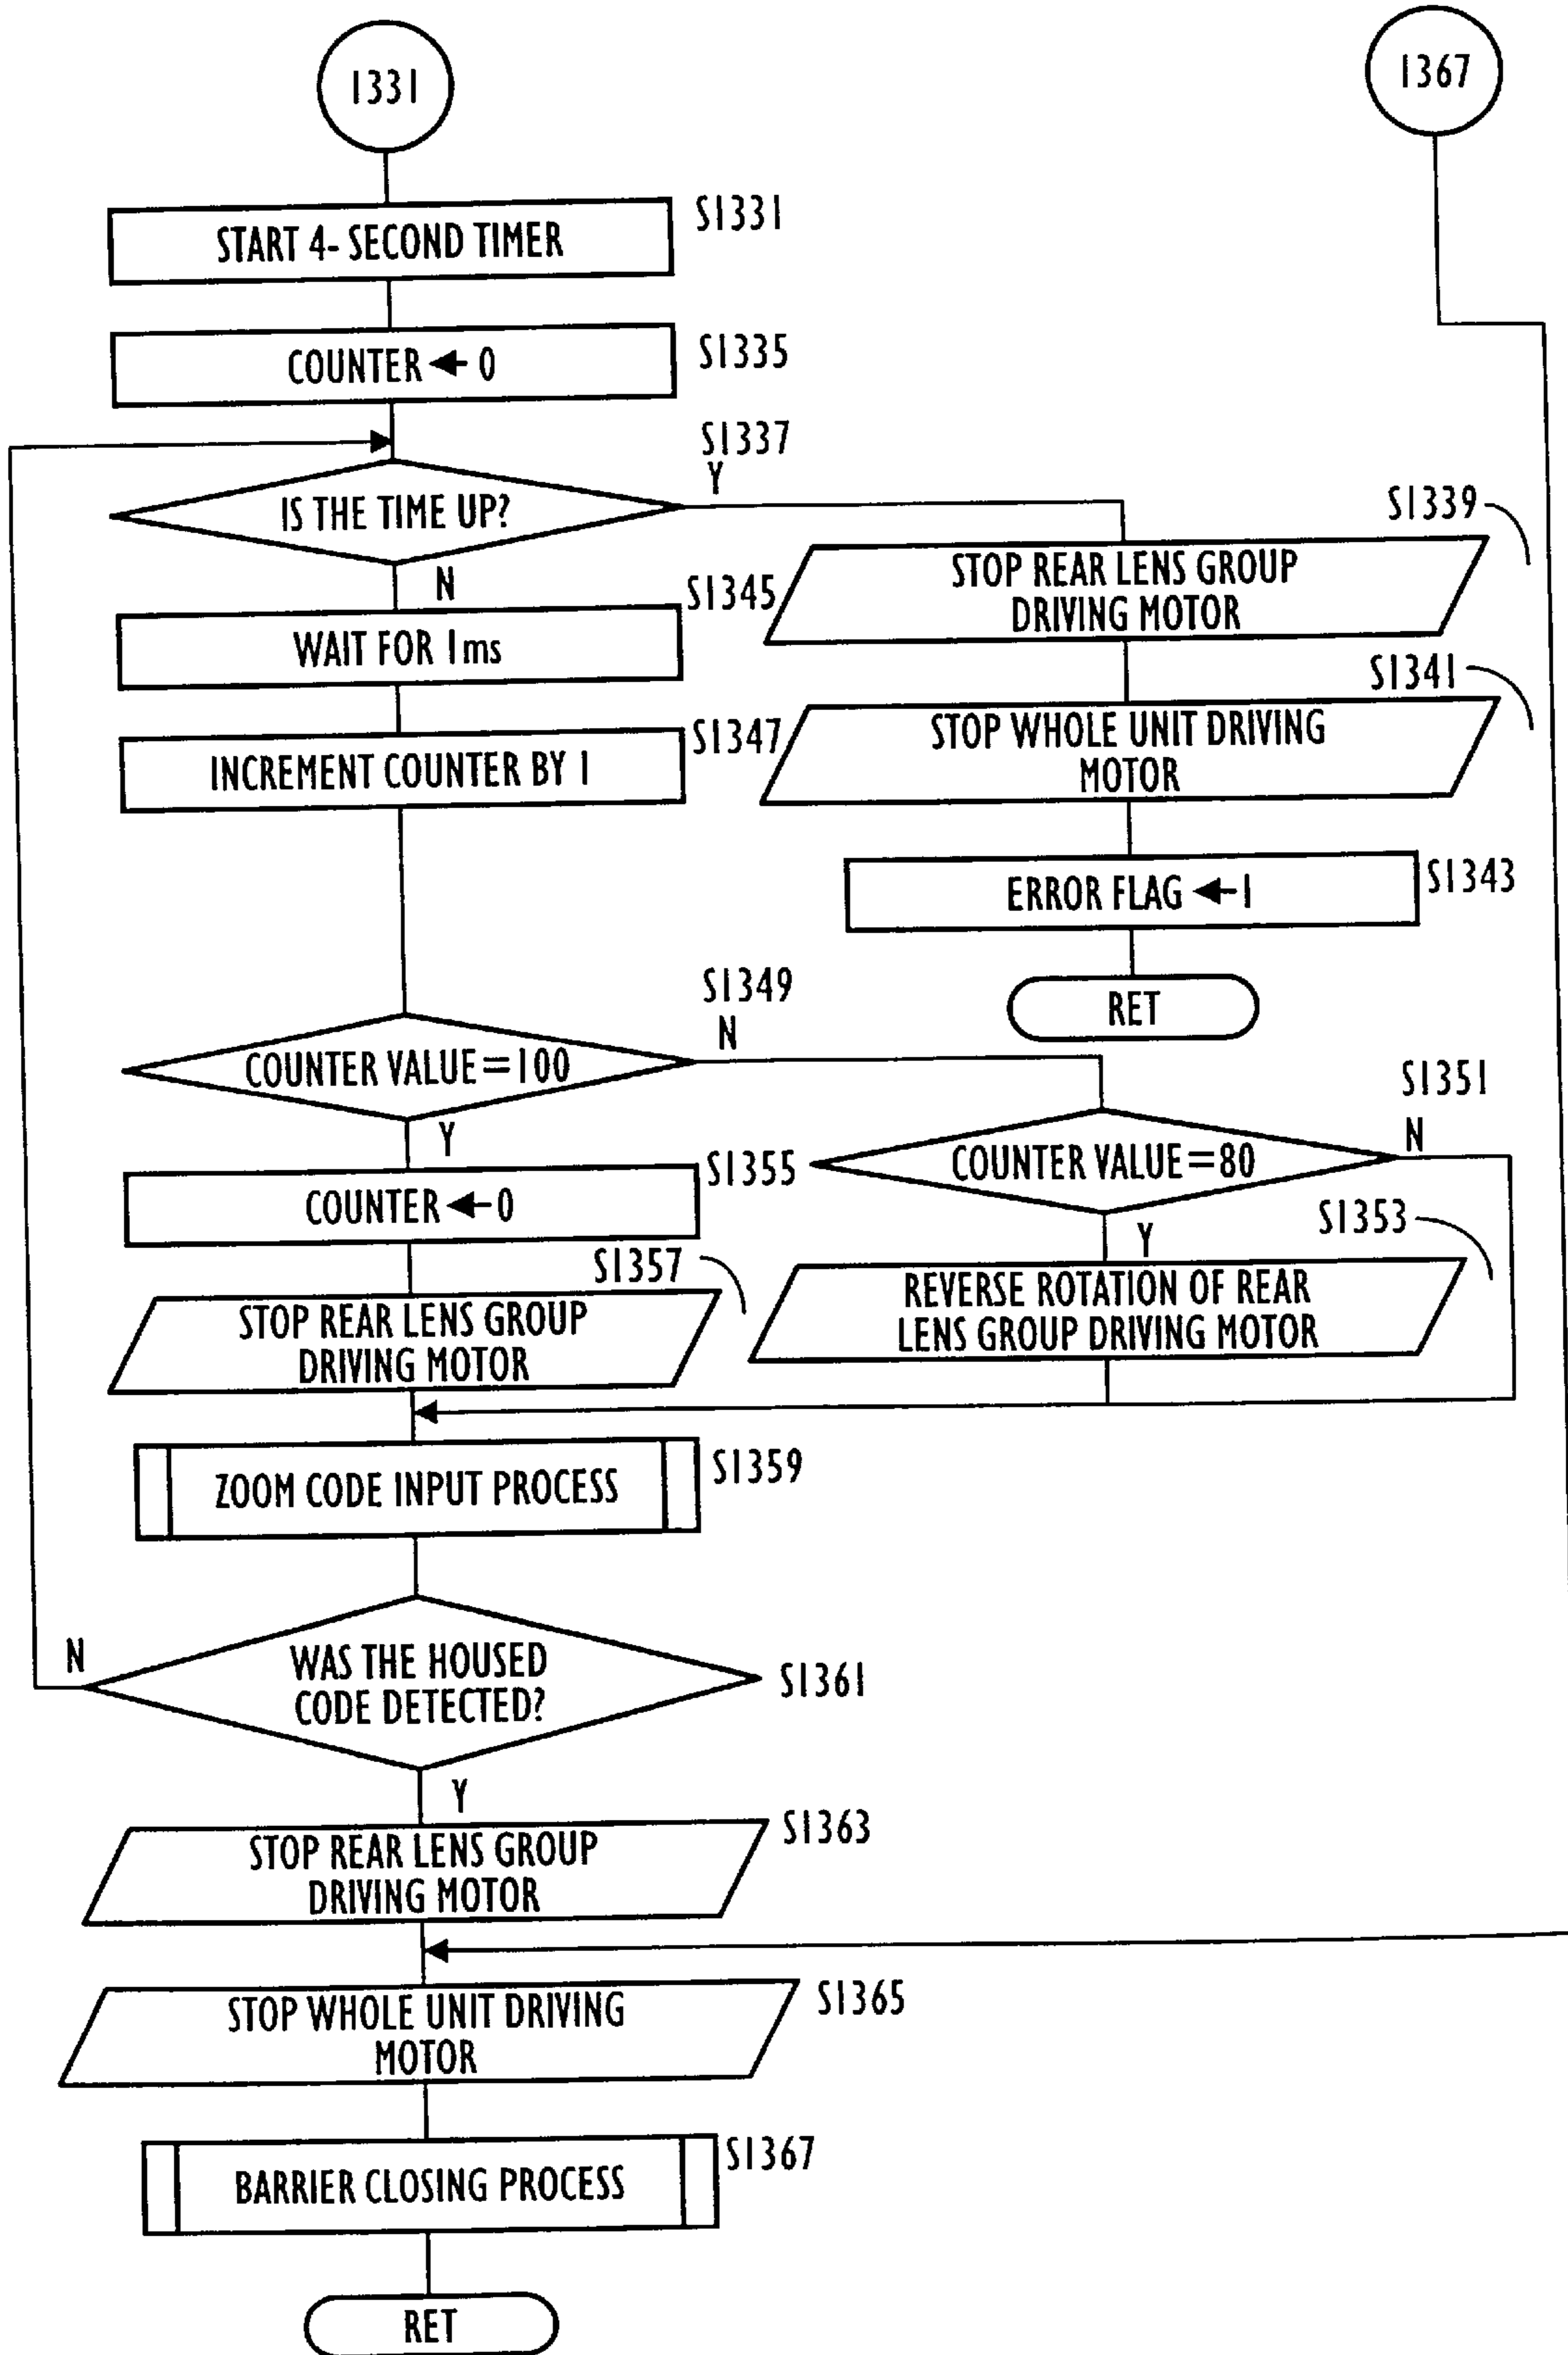 1331
1367
START 4- SECOND TIMER
S1331
COUNTER ← 0
S1335
S1337
IS THE TIME UP?
Y
N
S1339
STOP REAR LENS GROUP
DRIVING MOTOR
WAIT FOR 1ms
S1345
S1341
STOP WHOLE UNIT DRIVING
MOTOR
INCREMENT COUNTER BY 1
S1347
ERROR FLAG ← 1
S1343
RET
S1349
COUNTER VALUE=100
N
Y
S1351
COUNTER VALUE=80
N
Y
COUNTER ← 0
S1355
S1353
REVERSE ROTATION OF REAR
LENS GROUP DRIVING MOTOR
S1357
STOP REAR LENS GROUP
DRIVING MOTOR
ZOOM CODE INPUT PROCESS
S1359
N
WAS THE HOUSED
CODE DETECTED?
S1361
Y
STOP REAR LENS GROUP
DRIVING MOTOR
S1363
STOP WHOLE UNIT DRIVING
MOTOR
S1365
BARRIER CLOSING PROCESS
S1367
RET